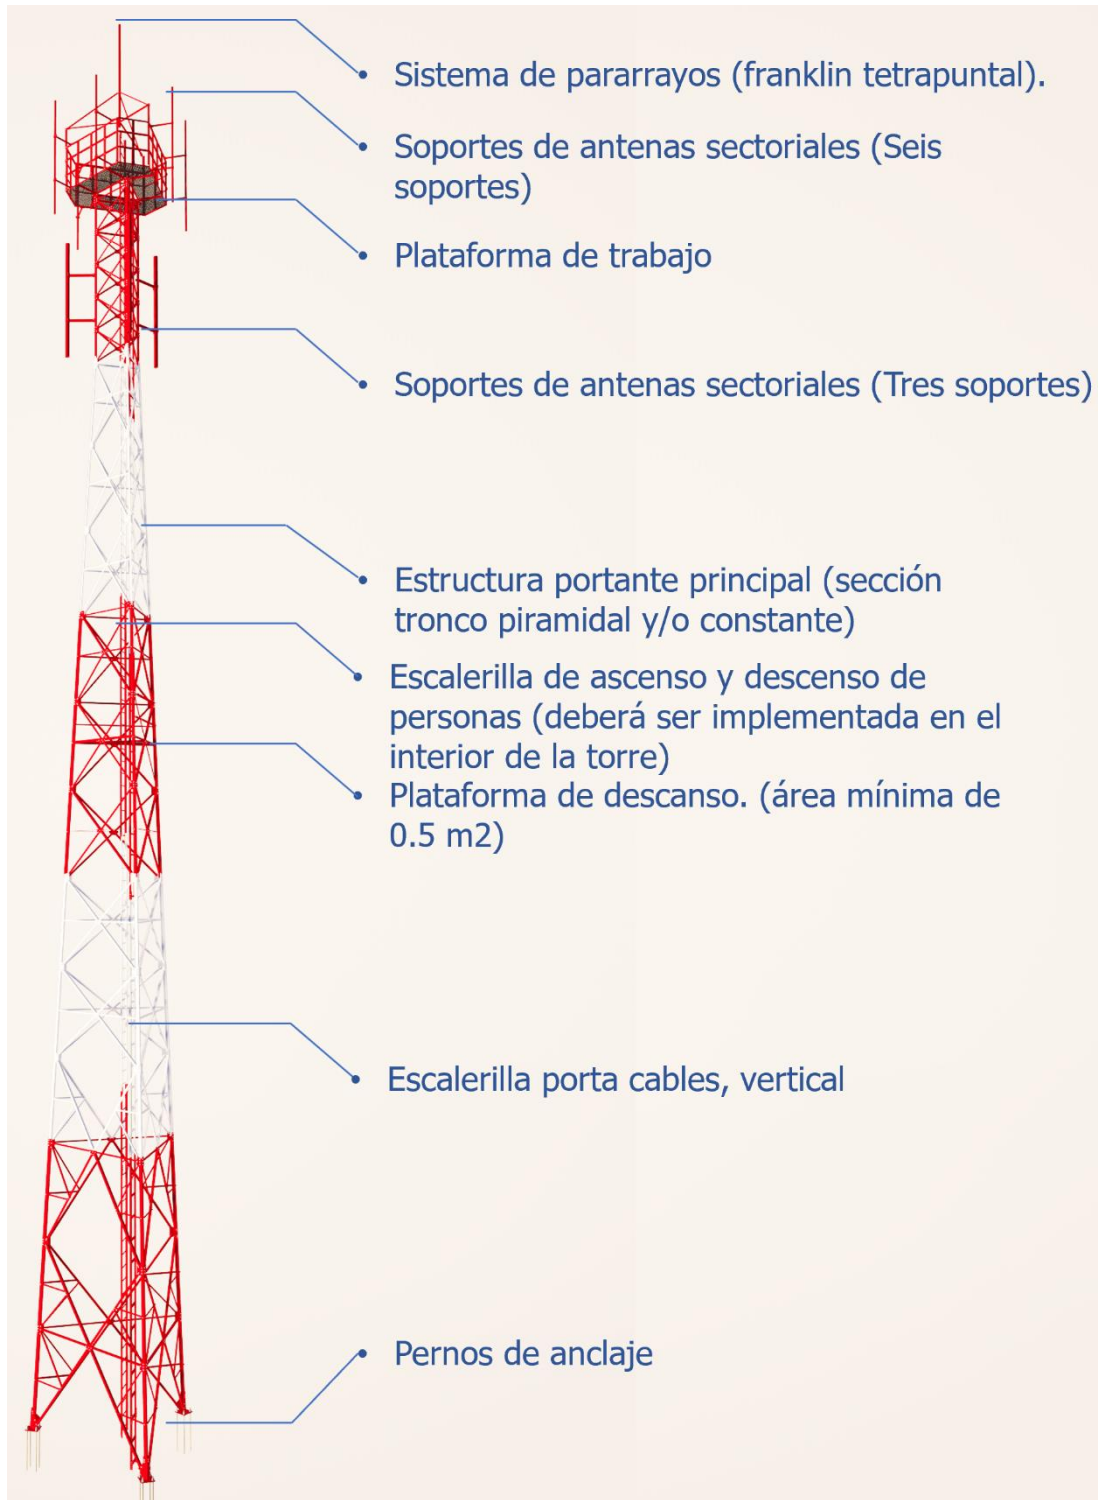 • Sistema de pararrayos (franklin tetrapuntal).
• Soportes de antenas sectoriales (Seis
soportes)
• Plataforma de trabajo
• Soportes de antenas sectoriales (Tres soportes)
• Estructura portante principal (sección
tronco piramidal y/o constante)
• Escalerilla de ascenso y descenso de
personas (deberá ser implementada en el
interior de la torre)
• Plataforma de descanso. (área mínima de
0.5 m2)
• Escalerilla porta cables, vertical
• Pernos de anclaje